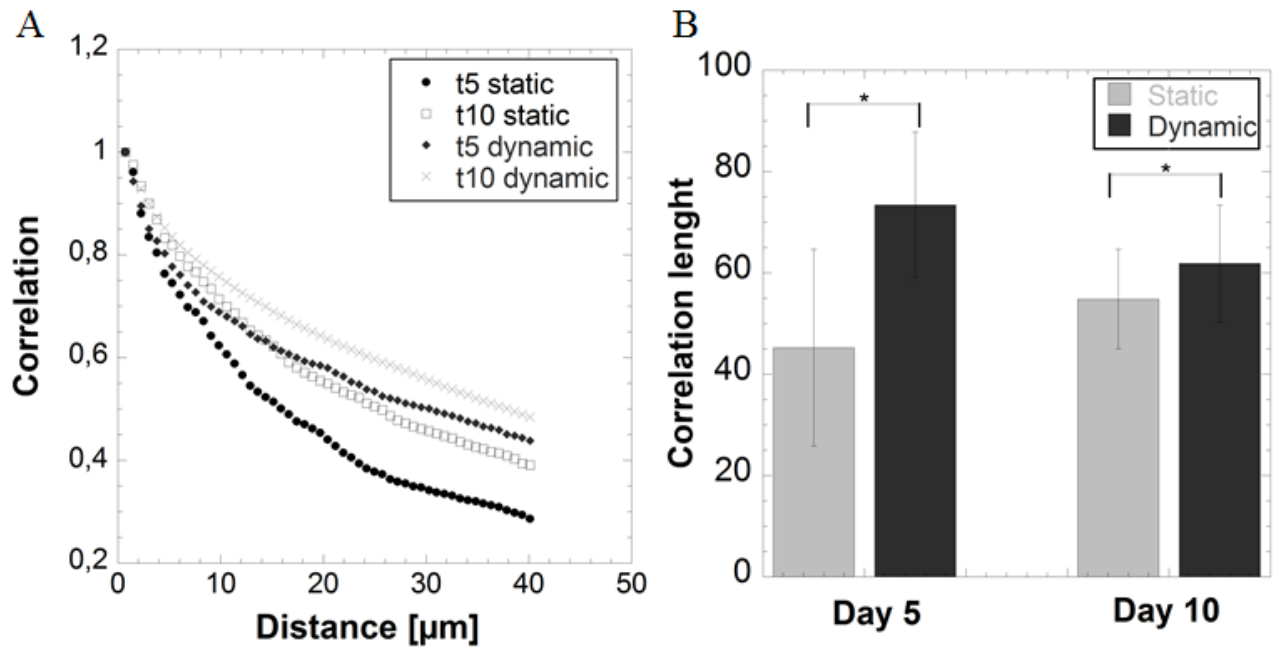 A
1,2
1
0,8
0,6
0,4
0,2
0
10
20
30
40
50
Correlation
Distance [µm]
t5 static
t10 static
t5 dynamic
t10 dynamic
B
100
80
60
40
20
0
Correlation lenght
Static
Dynamic
*
*
Day 5
Day 10